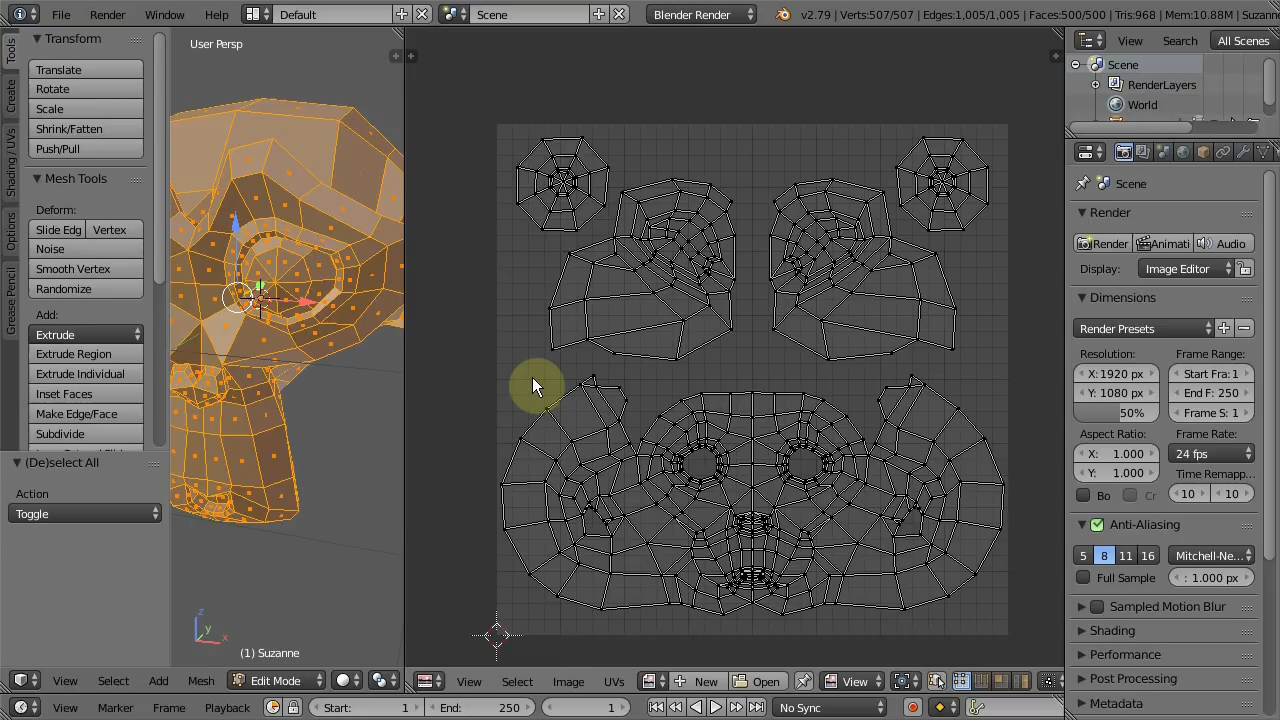 File Render Window Help Default Scene Blender Render v2.79 | Verts:507/507 | Edges:1,005/1,005 | Faces:500/500 | Tris:968 | Mem:10.88M | Suzann
Tools
Create
Shading / UVs
Options
Grease Pencil
Transform
Translate
Rotate
Scale
Shrink/Fatten
Push/Pull
Mesh Tools
Deform:
Slide Edg Vertex
Noise
Smooth Vertex
Randomize
Add:
Extrude
Extrude Region
Extrude Individual
Inset Faces
Make Edge/Face
Subdivide
(De)select All
Action
Toggle
User Persp
z
y
x
(1) Suzanne
View Select Add Mesh Edit Mode
View Select Image UVs New Open View
View Marker Frame Playback Start: 1 End: 250 1 No Sync
View Search All Scenes
Scene
RenderLayers
World
Scene
Render
Render Animati Audio
Display: Image Editor
Dimensions
Render Presets
Resolution: Frame Range:
X: 1920 px Start Fra: 1
Y: 1080 px End F: 250
50% Frame S: 1
Aspect Ratio: Frame Rate:
X: 1.000 24 fps
Y: 1.000 Time Remapp...
Bo Cr 10 10
Anti-Aliasing
5 8 11 16 Mitchell-Ne...
Full Sample : 1.000 px
Sampled Motion Blur
Shading
Performance
Post Processing
Metadata